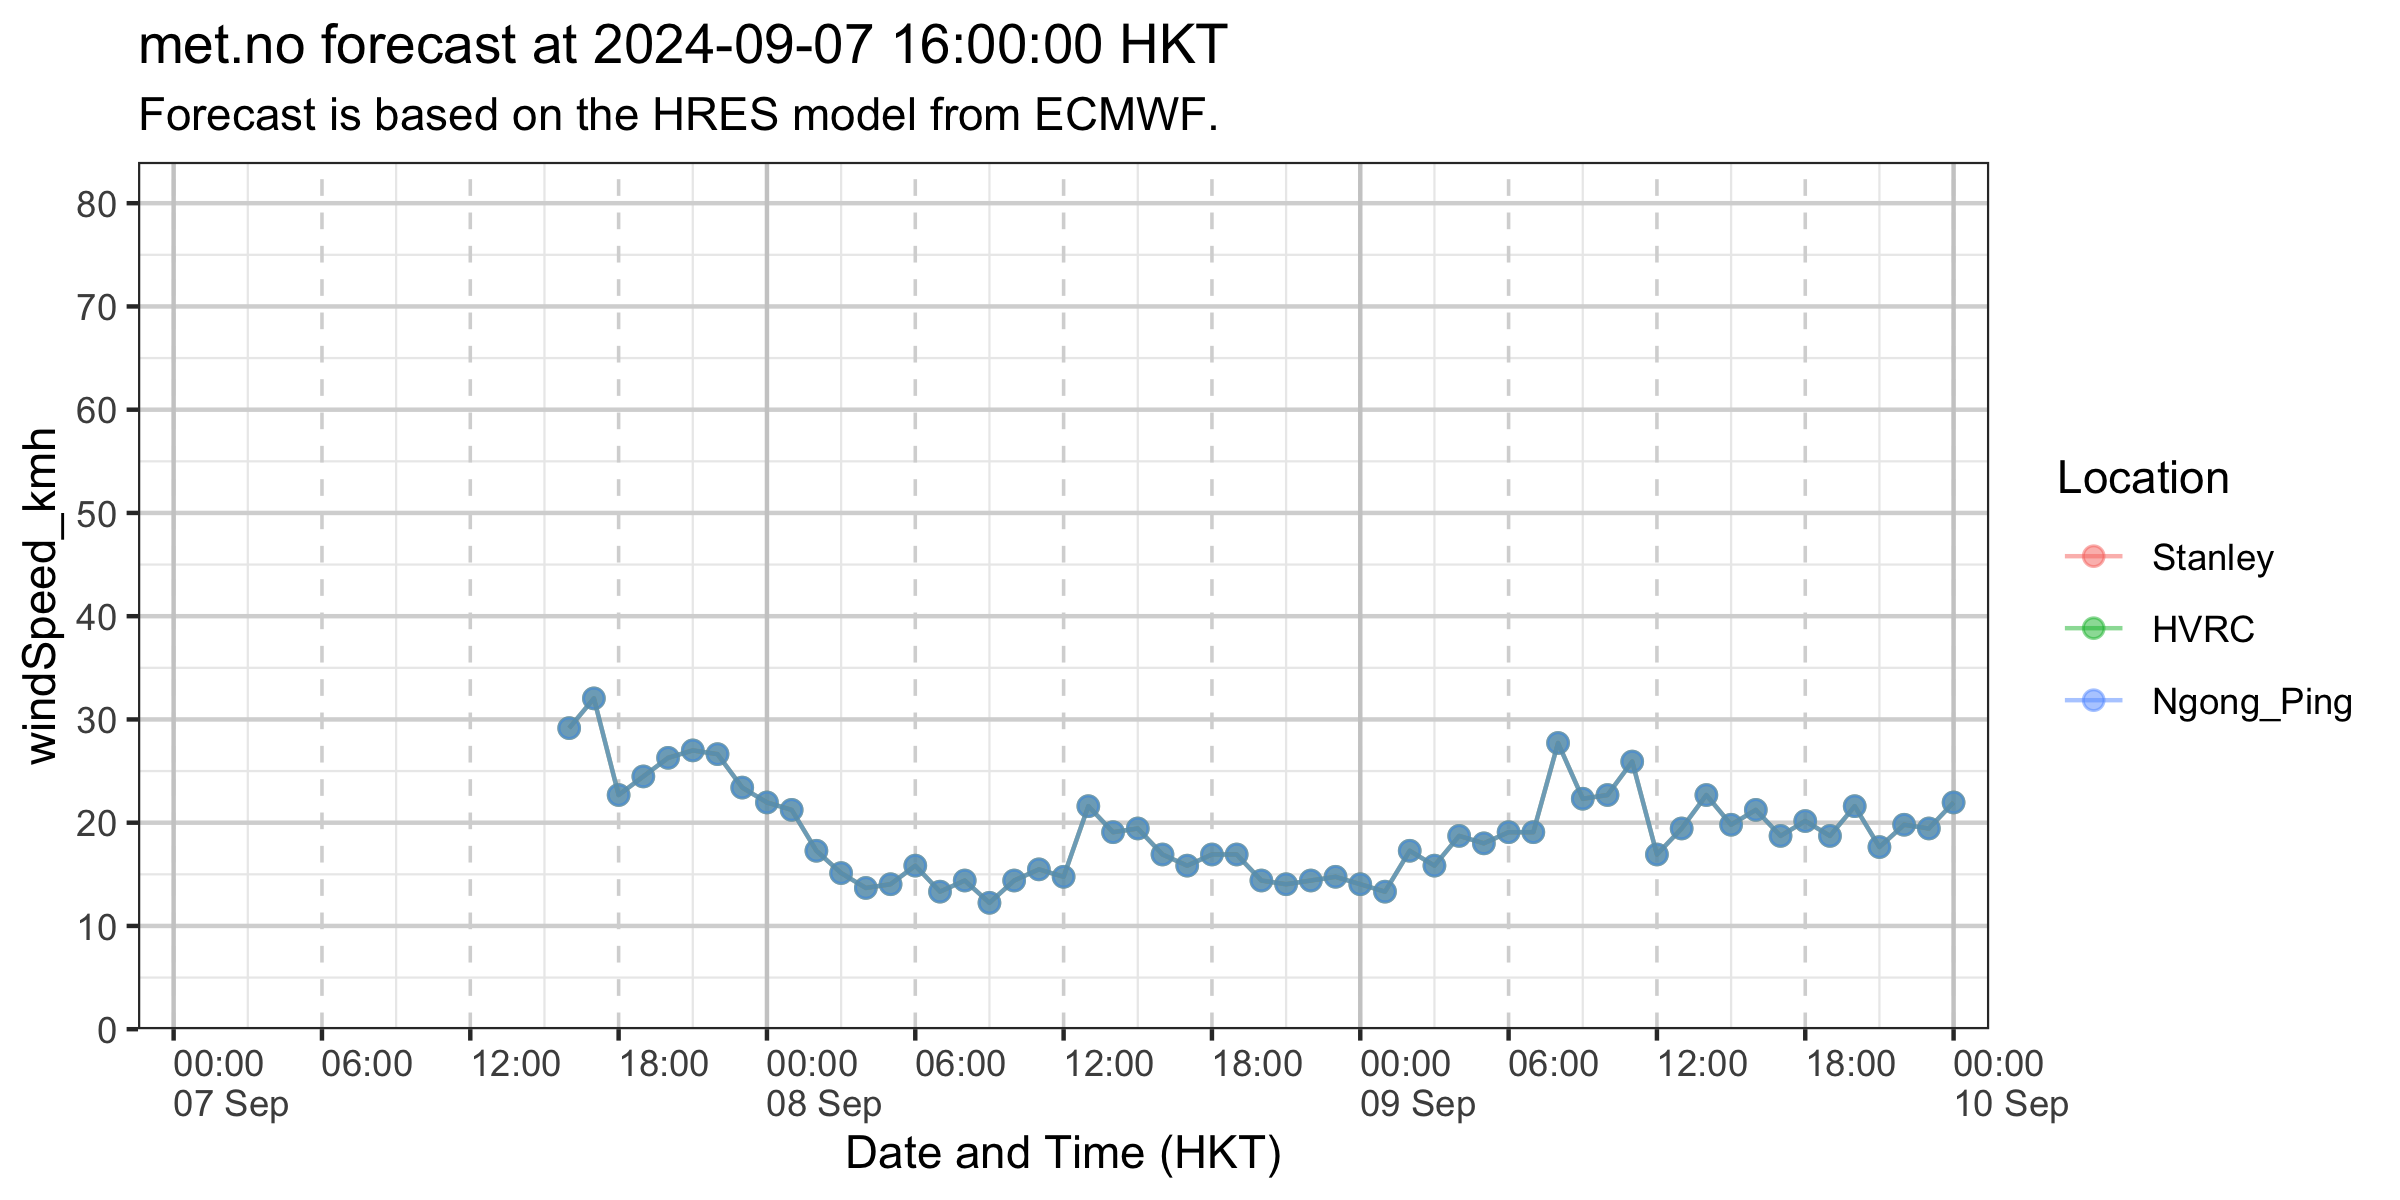 met.no forecast at 2024-09-07 16:00:00 HKT
Forecast is based on the HRES model from ECMWF.
windSpeed_kmh
80
70
60
50
40
30
20
10
0
00:00 06:00 12:00 18:00 00:00 06:00 12:00 18:00 00:00 06:00 12:00 18:00 00:00
07 Sep 08 Sep 09 Sep 10 Sep
Date and Time (HKT)
Location
Stanley
HVRC
Ngong_Ping